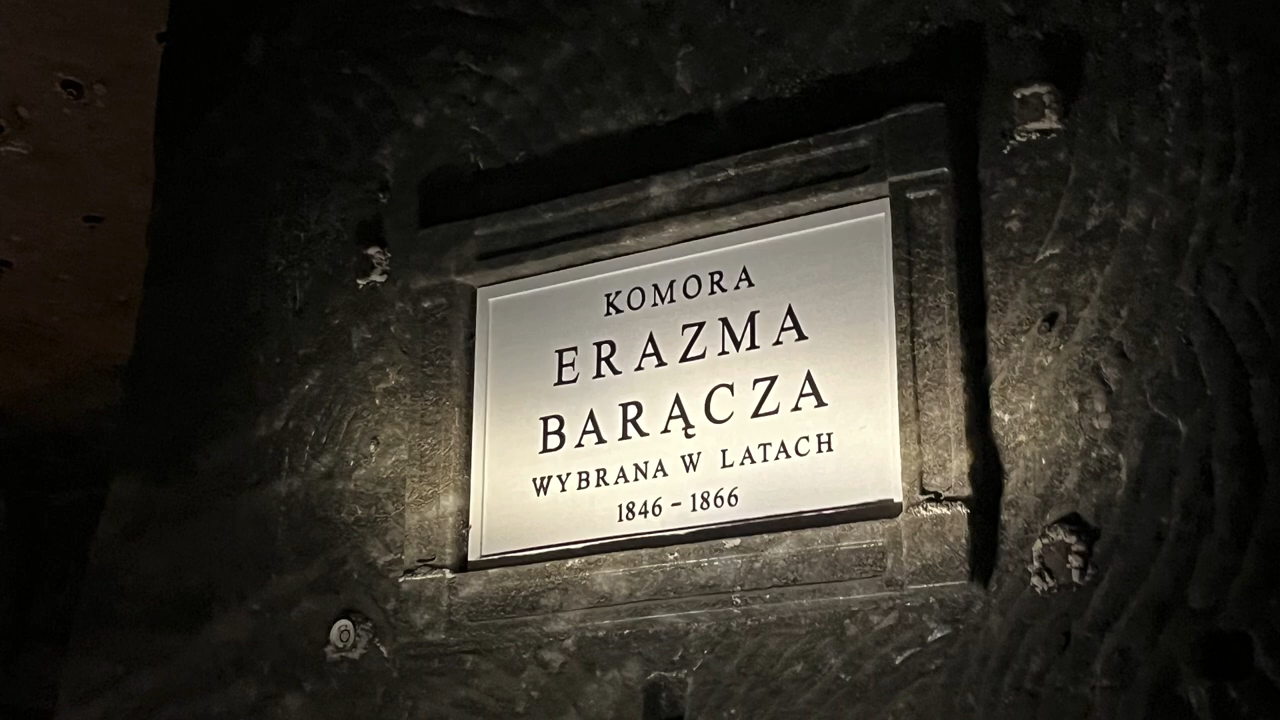 KOMORA
ERAZMA
BARĄCZA
WYBRANA W LATACH
1846 - 1866